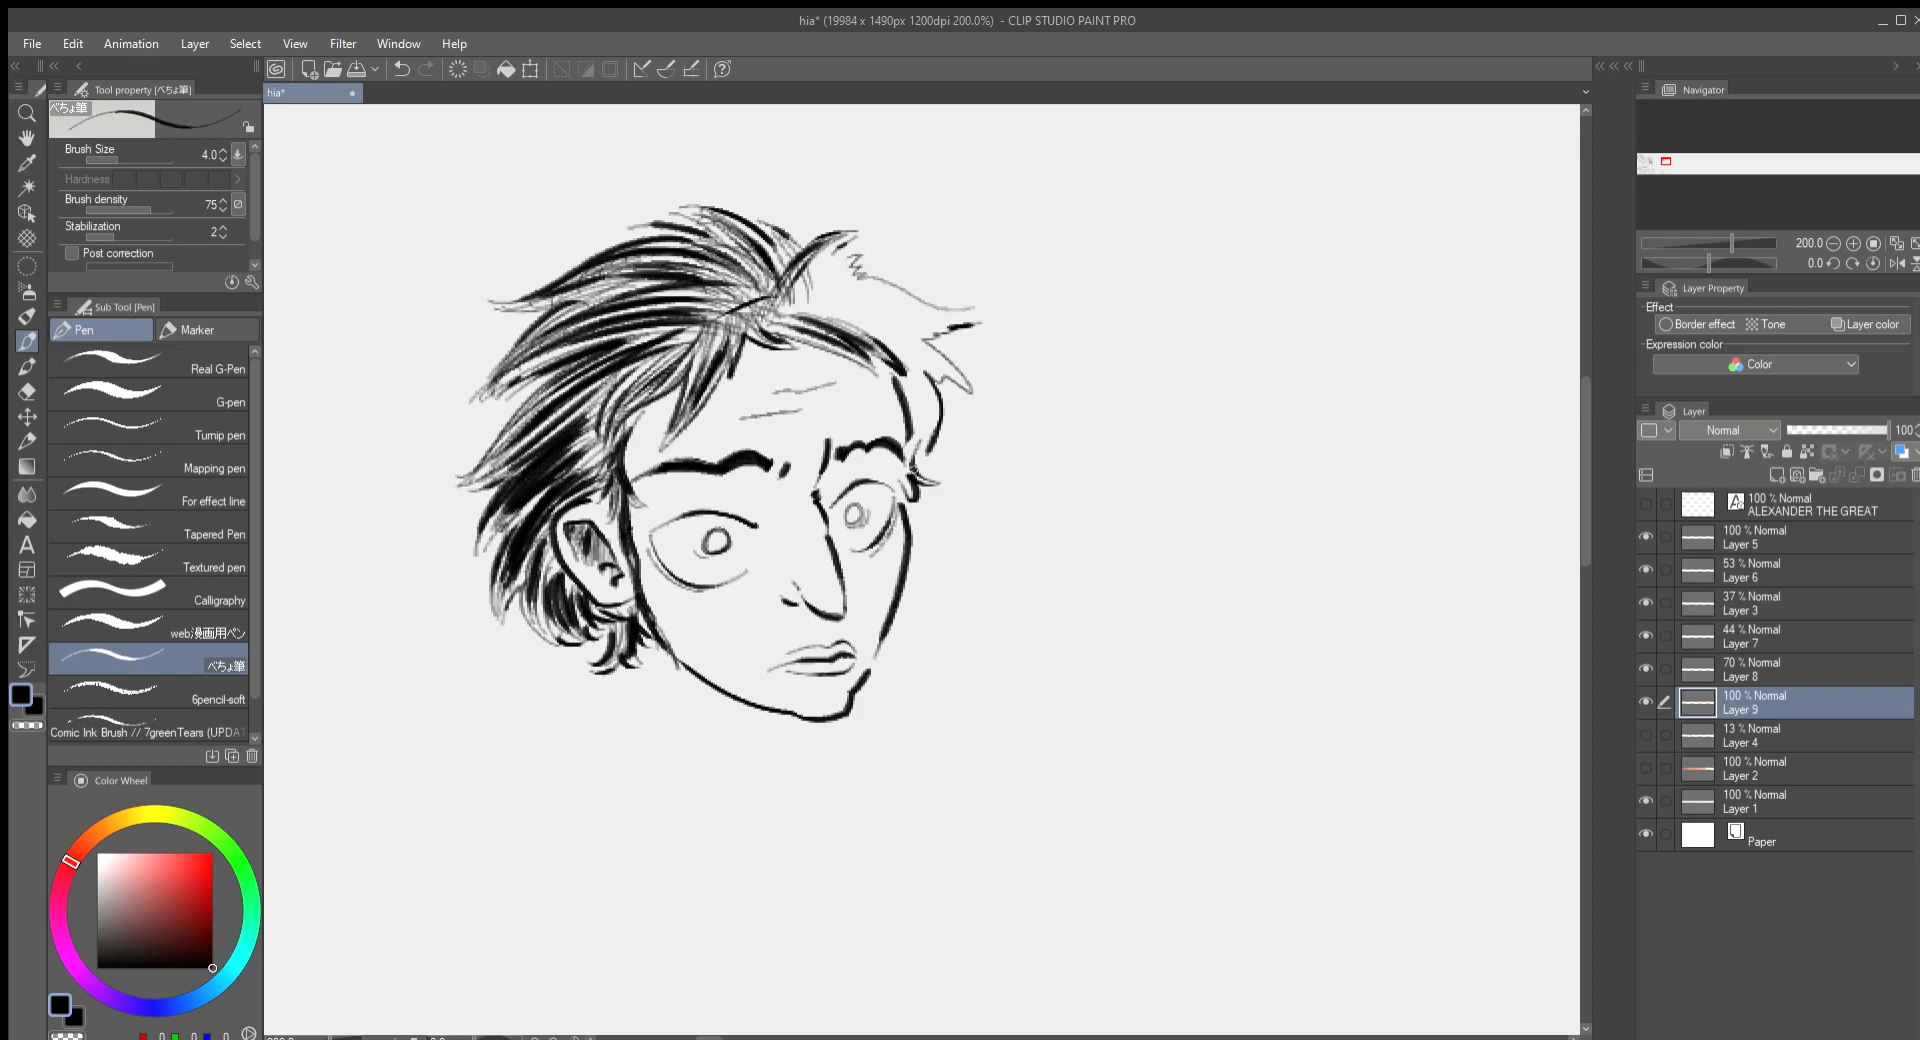 hia* (19984 x 1490px 1200dpi 200.0%) - CLIP STUDIO PAINT PRO
File Edit Animation Layer Select View Filter Window Help
Tool property [べちょ筆]
hia*
べちょ筆
Brush Size 4.0
Hardness
Brush density 75
Stabilization 2
Post correction
Sub Tool [Pen]
Pen Marker
Real G-Pen
G-pen
Turnip pen
Mapping pen
For effect line
Tapered Pen
Textured pen
Calligraphy
web漫画用ペン
べちょ筆
6pencil-soft
Comic Ink Brush // 7greenTears (UPDAT
Color Wheel
0 0 0
Navigator
200.0
0.0
Layer Property
Effect
Border effect Tone Layer color
Expression color
Color
Layer
Normal 100
100 % Normal
ALEXANDER THE GREAT
100 % Normal
Layer 5
53 % Normal
Layer 6
37 % Normal
Layer 3
44 % Normal
Layer 7
70 % Normal
Layer 8
100 % Normal
Layer 9
13 % Normal
Layer 4
100 % Normal
Layer 2
100 % Normal
Layer 1
Paper